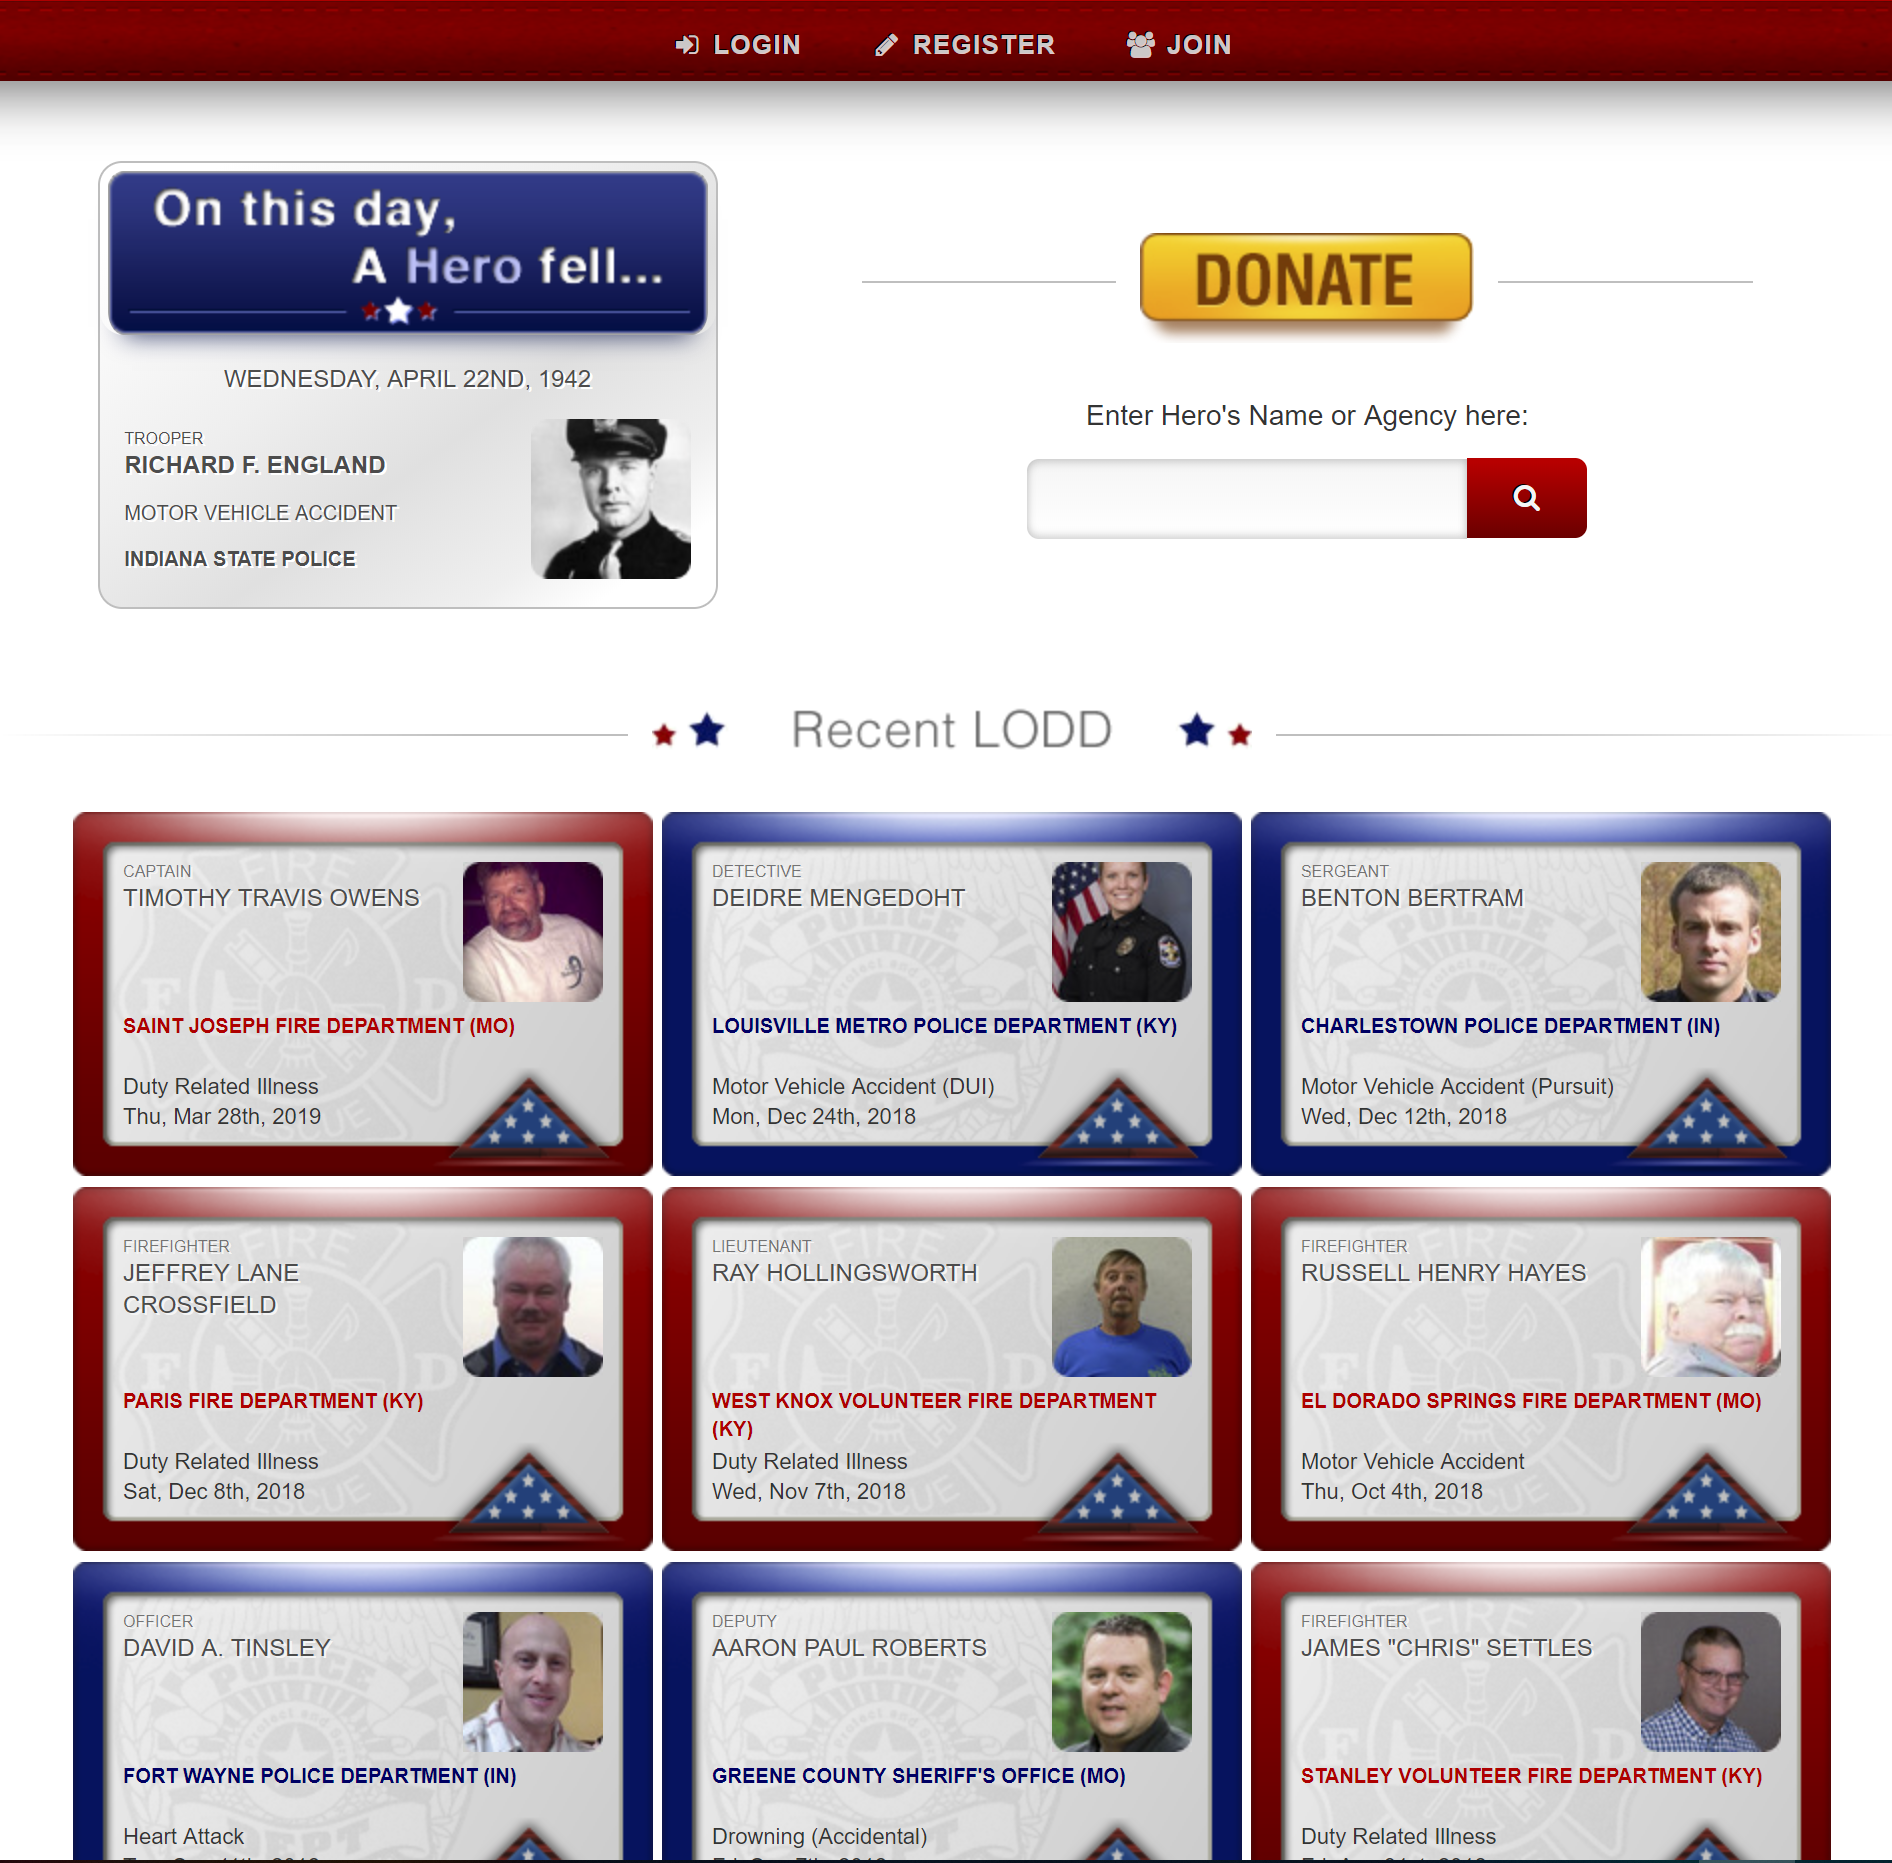 LOGIN REGISTER JOIN
On this day,
A Hero fell...
WEDNESDAY, APRIL 22ND, 1942
TROOPER
RICHARD F. ENGLAND
MOTOR VEHICLE ACCIDENT
INDIANA STATE POLICE
DONATE
Enter Hero's Name or Agency here:
Recent LODD
CAPTAIN
TIMOTHY TRAVIS OWENS
SAINT JOSEPH FIRE DEPARTMENT (MO)
Duty Related Illness
Thu, Mar 28th, 2019
DETECTIVE
DEIDRE MENGEDOHT
LOUISVILLE METRO POLICE DEPARTMENT (KY)
Motor Vehicle Accident (DUI)
Mon, Dec 24th, 2018
SERGEANT
BENTON BERTRAM
CHARLESTOWN POLICE DEPARTMENT (IN)
Motor Vehicle Accident (Pursuit)
Wed, Dec 12th, 2018
FIREFIGHTER
JEFFREY LANE
CROSSFIELD
PARIS FIRE DEPARTMENT (KY)
Duty Related Illness
Sat, Dec 8th, 2018
LIEUTENANT
RAY HOLLINGSWORTH
WEST KNOX VOLUNTEER FIRE DEPARTMENT
(KY)
Duty Related Illness
Wed, Nov 7th, 2018
FIREFIGHTER
RUSSELL HENRY HAYES
EL DORADO SPRINGS FIRE DEPARTMENT (MO)
Motor Vehicle Accident
Thu, Oct 4th, 2018
OFFICER
DAVID A. TINSLEY
FORT WAYNE POLICE DEPARTMENT (IN)
Heart Attack
DEPUTY
AARON PAUL ROBERTS
GREENE COUNTY SHERIFF'S OFFICE (MO)
Drowning (Accidental)
FIREFIGHTER
JAMES "CHRIS" SETTLES
STANLEY VOLUNTEER FIRE DEPARTMENT (KY)
Duty Related Illness